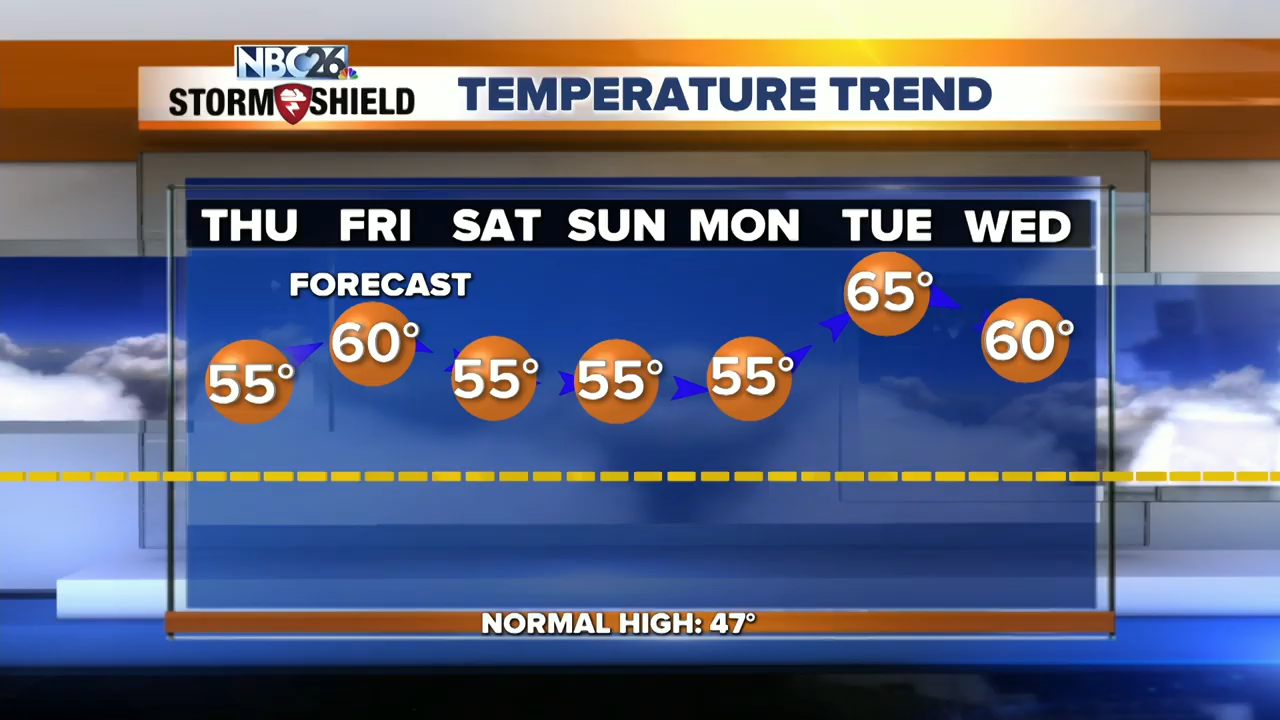 NBC26
STORM SHIELD
TEMPERATURE TREND
THU FRI SAT SUN MON TUE WED
FORECAST
55° 60° 55° 55° 55° 65° 60°
NORMAL HIGH: 47°